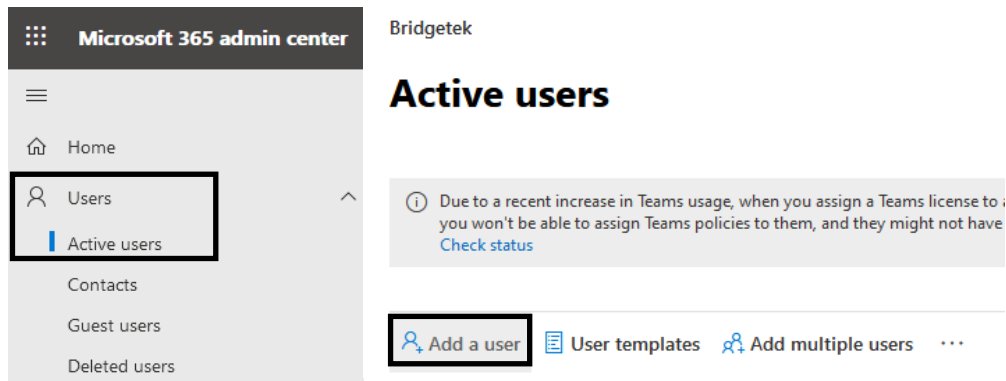 Microsoft 365 admin center
Home
Users
Active users
Contacts
Guest users
Deleted users
Bridgetek
Active users
Due to a recent increase in Teams usage, when you assign a Teams license to
you won't be able to assign Teams policies to them, and they might not have
Check status
Add a user
User templates
Add multiple users